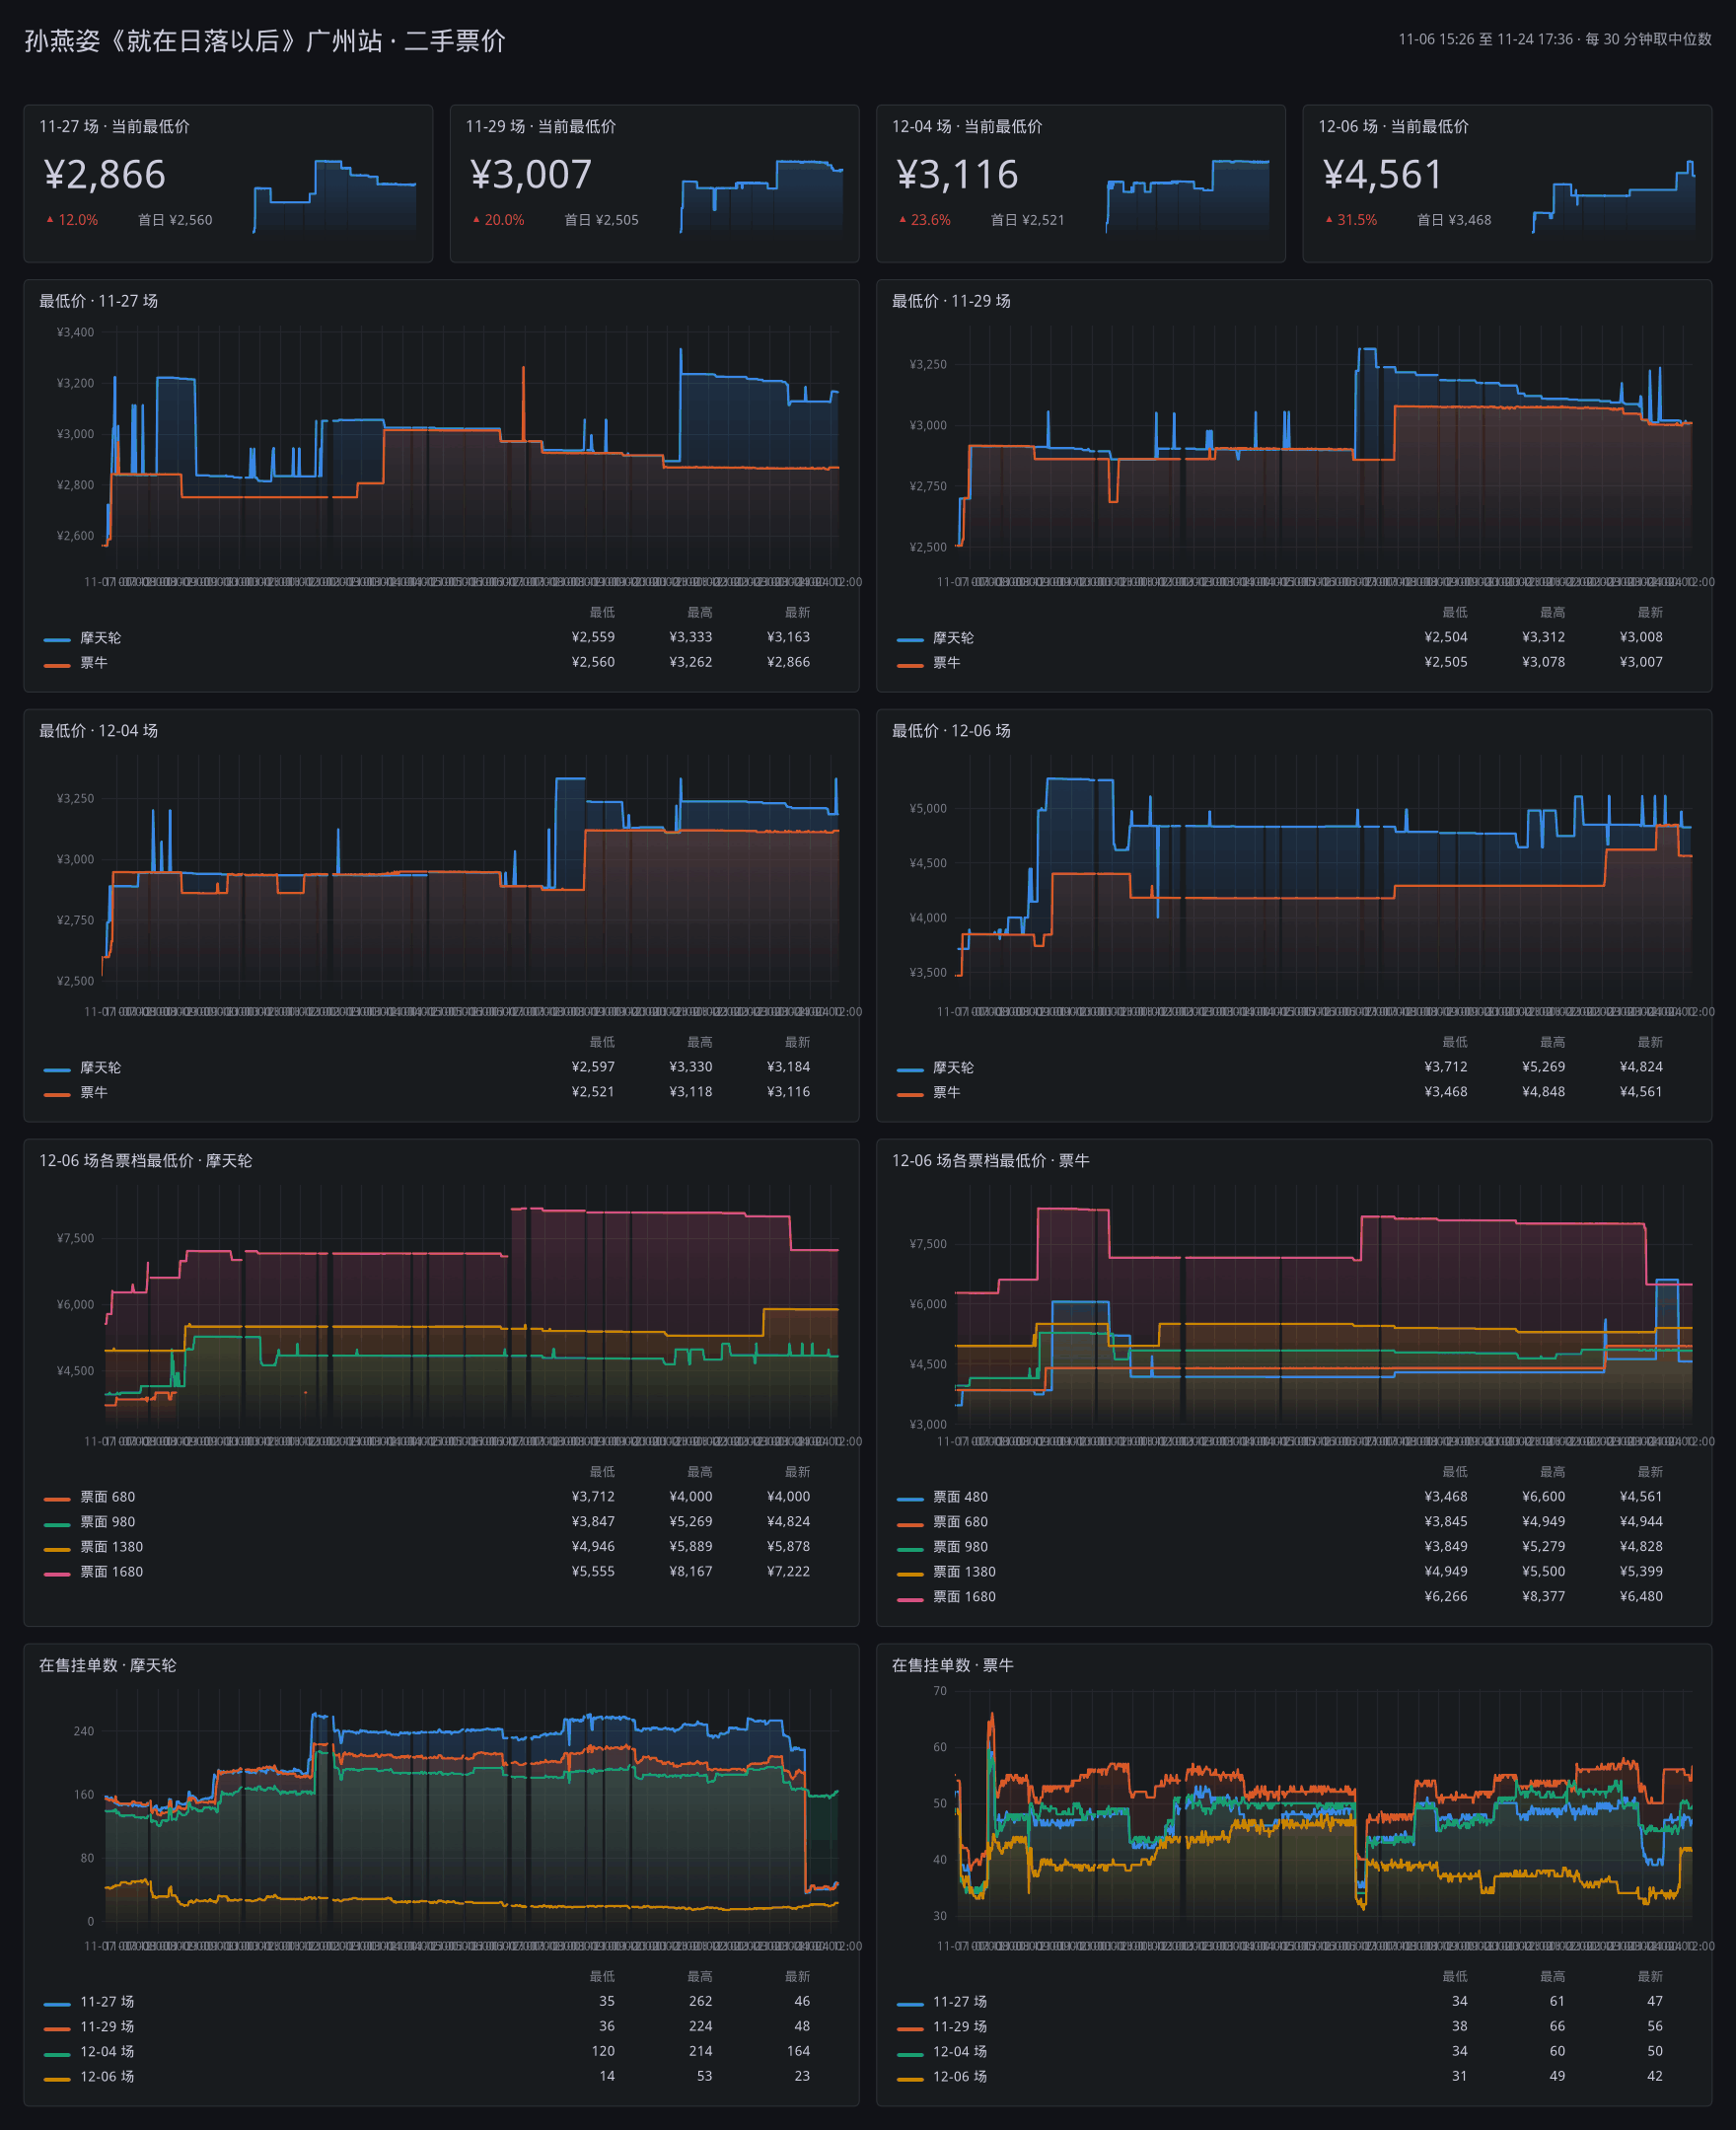 孙燕姿《就在日落以后》广州站 · 二手票价
11-06 15:26 至 11-24 17:36 · 每 30 分钟取中位数
11-27 场 · 当前最低价
¥2,866
▲ 12.0% 首日 ¥2,560
11-29 场 · 当前最低价
¥3,007
▲ 20.0% 首日 ¥2,505
12-04 场 · 当前最低价
¥3,116
▲ 23.6% 首日 ¥2,521
12-06 场 · 当前最低价
¥4,561
▲ 31.5% 首日 ¥3,468
最低价 · 11-27 场
¥3,400
¥3,200
¥3,000
¥2,800
¥2,600
最低 最高 最新
摩天轮 ¥2,559 ¥3,333 ¥3,163
票牛 ¥2,560 ¥3,262 ¥2,866
最低价 · 11-29 场
¥3,250
¥3,000
¥2,750
¥2,500
最低 最高 最新
摩天轮 ¥2,504 ¥3,312 ¥3,008
票牛 ¥2,505 ¥3,078 ¥3,007
最低价 · 12-04 场
¥3,250
¥3,000
¥2,750
¥2,500
最低 最高 最新
摩天轮 ¥2,597 ¥3,330 ¥3,184
票牛 ¥2,521 ¥3,118 ¥3,116
最低价 · 12-06 场
¥5,000
¥4,500
¥4,000
¥3,500
最低 最高 最新
摩天轮 ¥3,712 ¥5,269 ¥4,824
票牛 ¥3,468 ¥4,848 ¥4,561
12-06 场各票档最低价 · 摩天轮
¥7,500
¥6,000
¥4,500
最低 最高 最新
票面 680 ¥3,712 ¥4,000 ¥4,000
票面 980 ¥3,847 ¥5,269 ¥4,824
票面 1380 ¥4,946 ¥5,889 ¥5,878
票面 1680 ¥5,555 ¥8,167 ¥7,222
12-06 场各票档最低价 · 票牛
¥7,500
¥6,000
¥4,500
¥3,000
最低 最高 最新
票面 480 ¥3,468 ¥6,600 ¥4,561
票面 680 ¥3,845 ¥4,949 ¥4,944
票面 980 ¥3,849 ¥5,279 ¥4,828
票面 1380 ¥4,949 ¥5,500 ¥5,399
票面 1680 ¥6,266 ¥8,377 ¥6,480
在售挂单数 · 摩天轮
240
160
80
0
最低 最高 最新
11-27 场 35 262 46
11-29 场 36 224 48
12-04 场 120 214 164
12-06 场 14 53 23
在售挂单数 · 票牛
70
60
50
40
30
最低 最高 最新
11-27 场 34 61 47
11-29 场 38 66 56
12-04 场 34 60 50
12-06 场 31 49 42